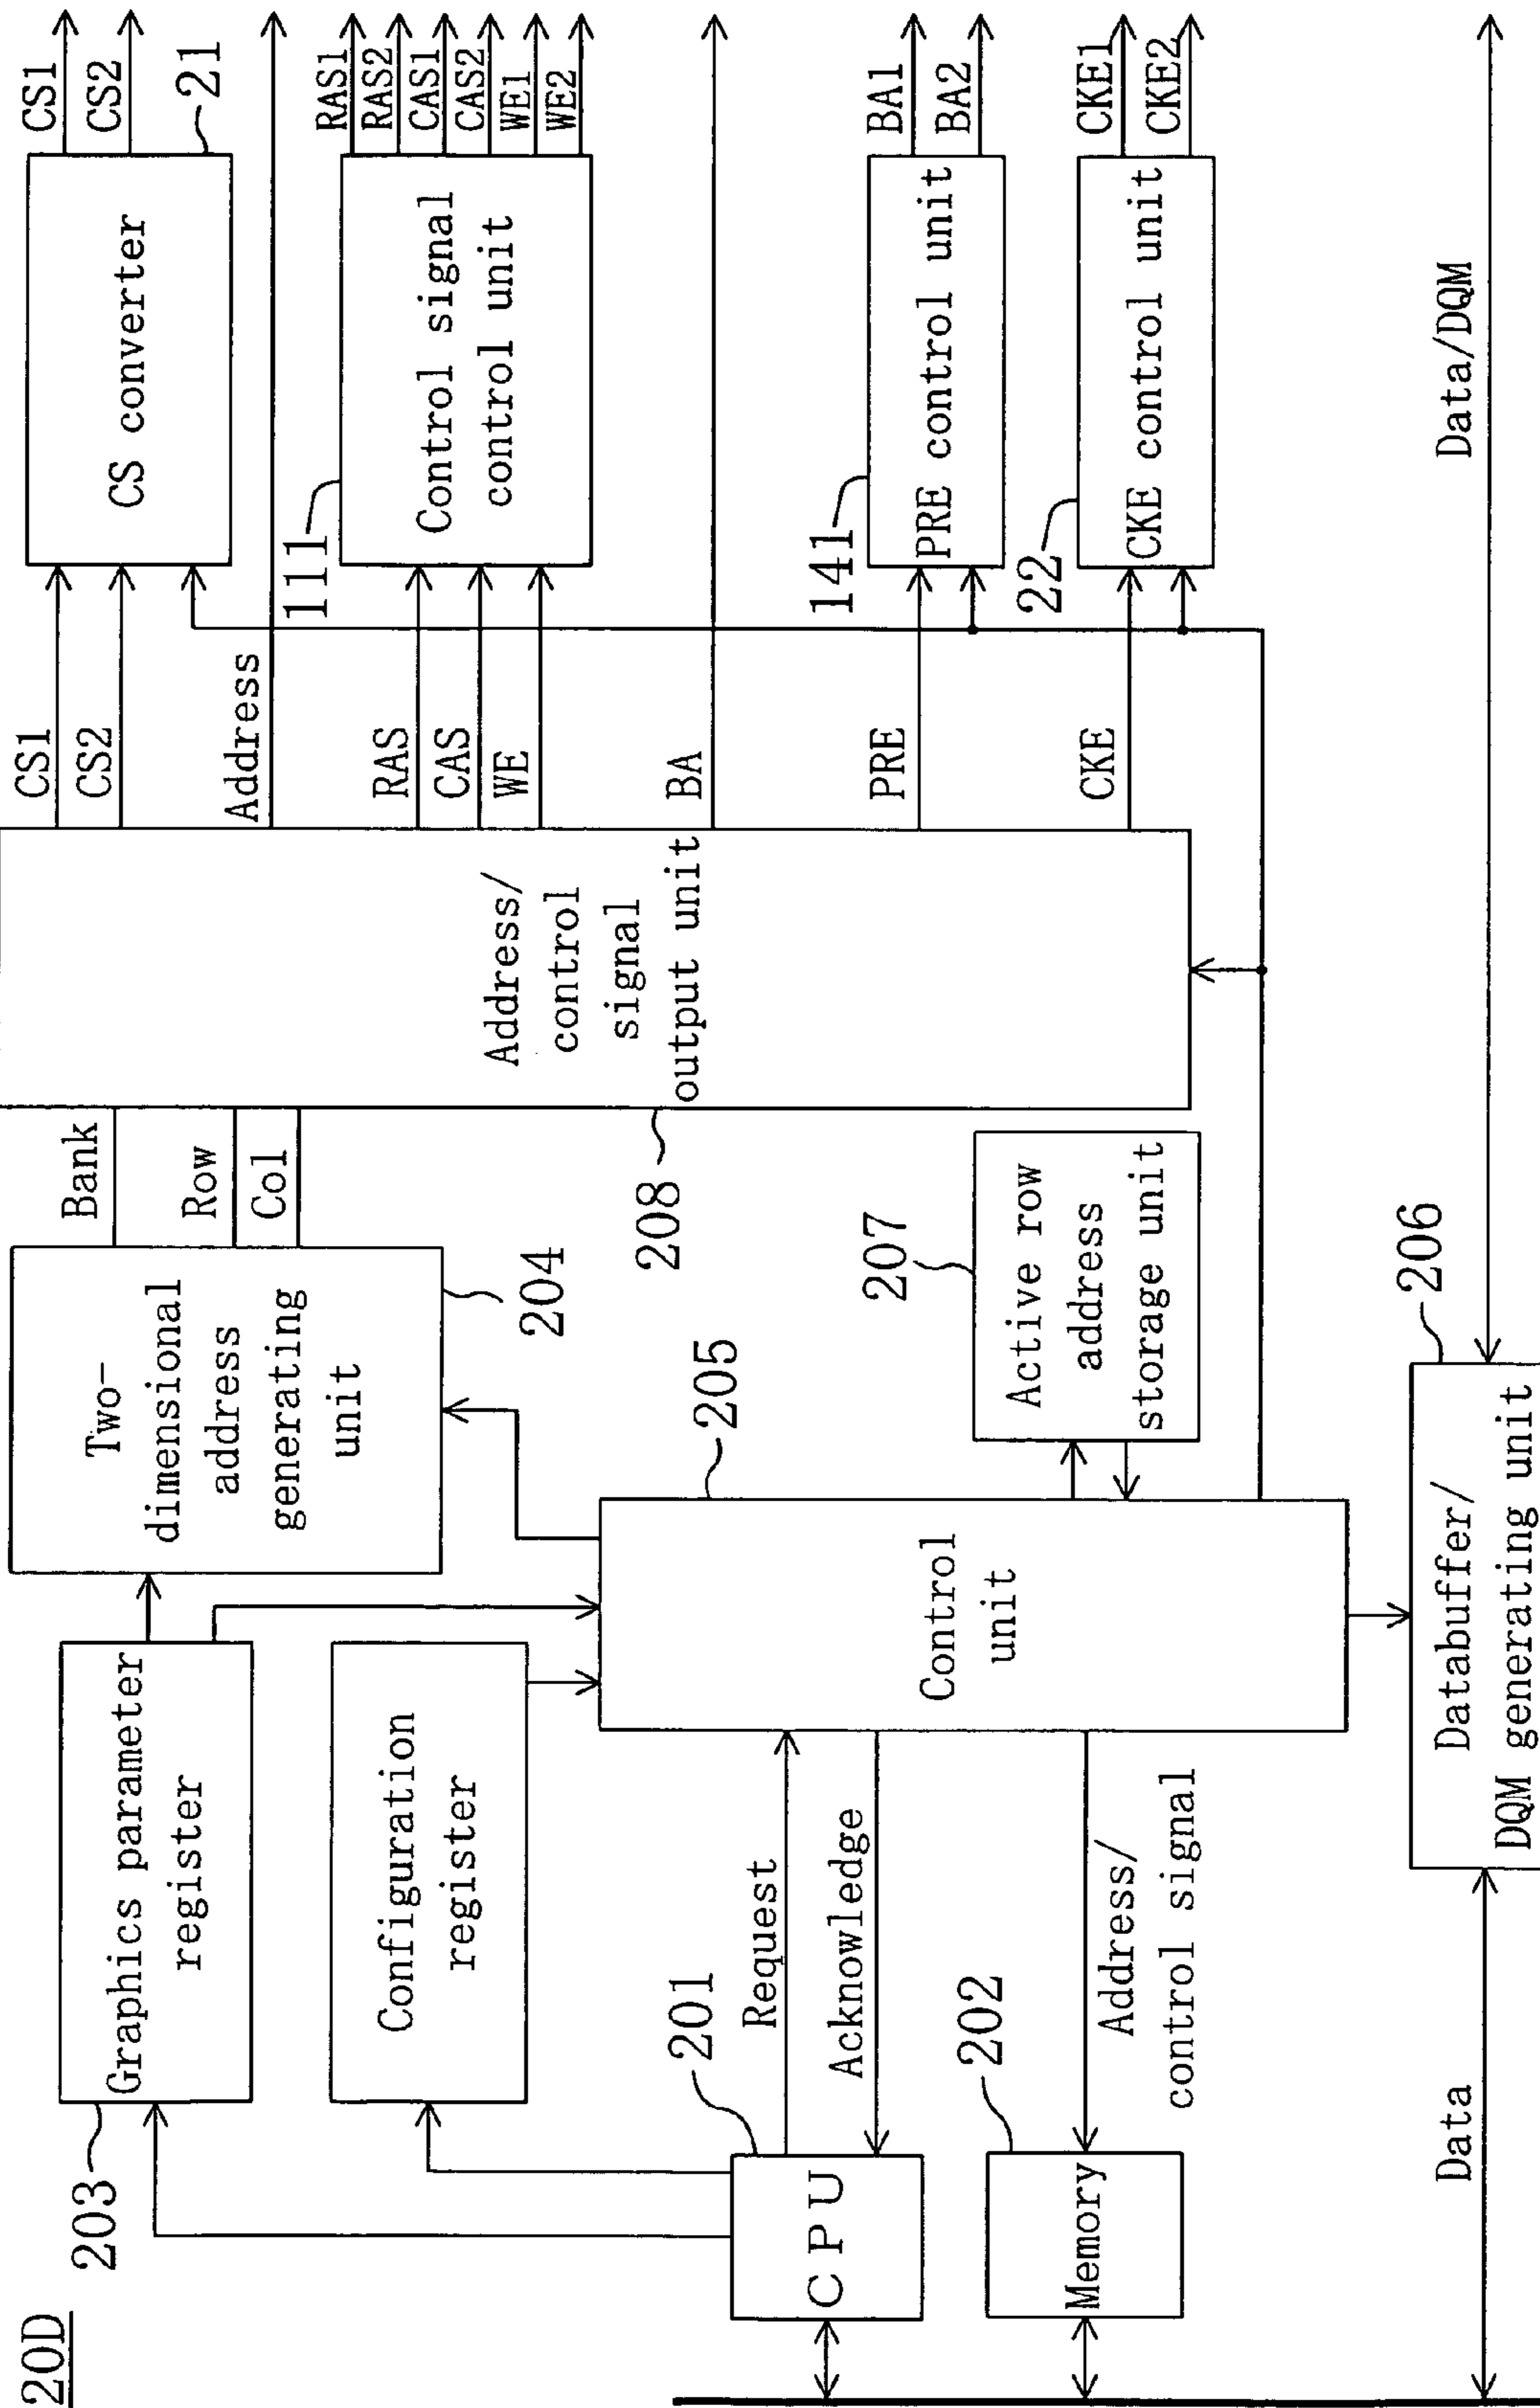 20D
203
Graphics parameter
register
Configuration
register
Two-
dimensional
address
generating
unit
204
Bank
Row
Col
Address/
control
signal
output unit
208
CS1
CS2
Address
RAS
CAS
WE
BA
PRE
CKE
CS converter
21
CS1
CS2
111
Control signal
control unit
RAS1
RAS2
CAS1
CAS2
WE1
WE2
141
PRE control unit
BA1
BA2
22
CKE control unit
CKE1
CKE2
201
CPU
Request
Acknowledge
202
Memory
Address/
control signal
205
Control
unit
207
Active row
address
storage unit
206
Databuffer/
DQM generating unit
Data
Data/DQM